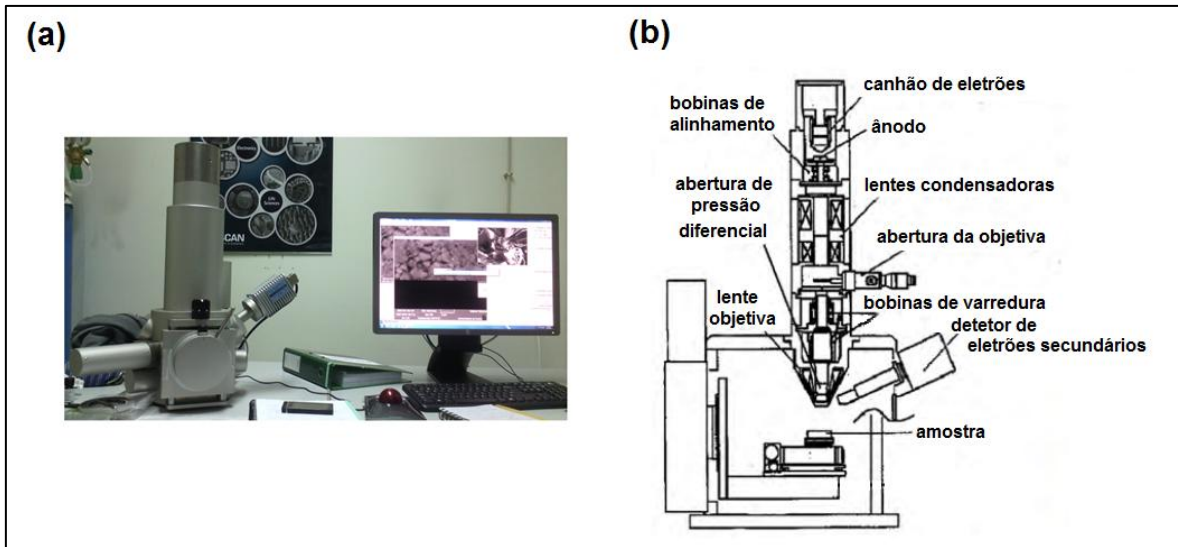 (a)
SCAN
(b)
canhão de eletrões
bobinas de
alinhamento
ânodo
abertura de
pressão
diferencial
lentes condensadoras
abertura da objetiva
lente
objetiva
bobinas de varredura
detetor de
eletrões secundários
amostra